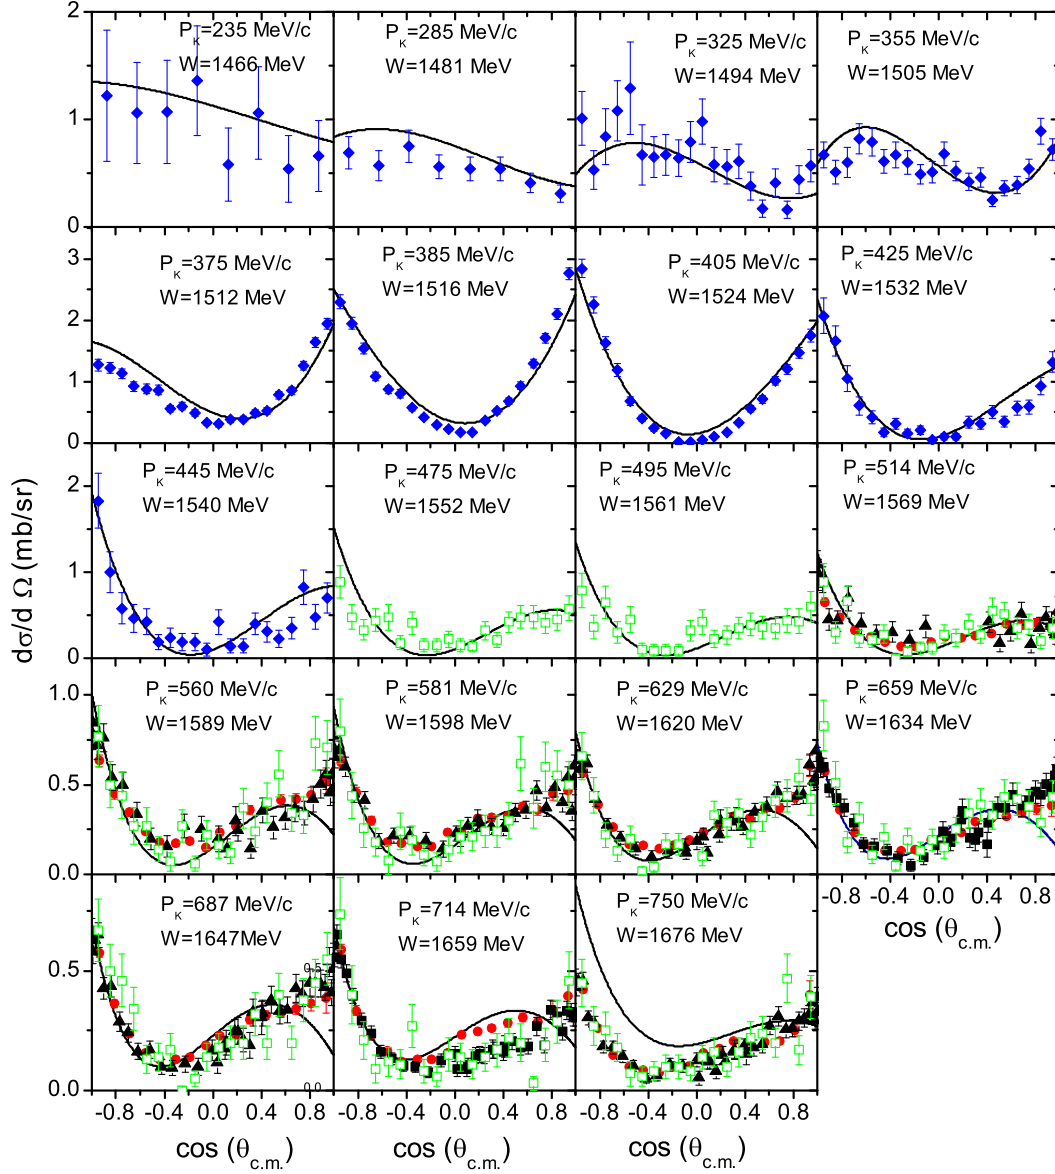 2
P_K=235 MeV/c
W=1466 MeV
P_K=285 MeV/c
W=1481 MeV
P_K=325 MeV/c
W=1494 MeV
P_K=355 MeV/c
W=1505 MeV
1
0
P_K=375 MeV/c
W=1512 MeV
P_K=385 MeV/c
W=1516 MeV
P_K=405 MeV/c
W=1524 MeV
P_K=425 MeV/c
W=1532 MeV
3
2
1
0
P_K=445 MeV/c
W=1540 MeV
P_K=475 MeV/c
W=1552 MeV
P_K=495 MeV/c
W=1561 MeV
P_K=514 MeV/c
W=1569 MeV
2
1
0
dσ/d Ω (mb/sr)
P_K=560 MeV/c
W=1589 MeV
P_K=581 MeV/c
W=1598 MeV
P_K=629 MeV/c
W=1620 MeV
P_K=659 MeV/c
W=1634 MeV
1.0
0.5
0.0
-0.8 -0.4 0.0 0.4 0.8
cos (θ_c.m.)
P_K=687 MeV/c
W=1647MeV
P_K=714 MeV/c
W=1659 MeV
P_K=750 MeV/c
W=1676 MeV
0.5
0.0
0.5
0.0
-0.8 -0.4 0.0 0.4 0.8
-0.8 -0.4 0.0 0.4 0.8
-0.8 -0.4 0.0 0.4 0.8
cos (θ_c.m.)
cos (θ_c.m.)
cos (θ_c.m.)